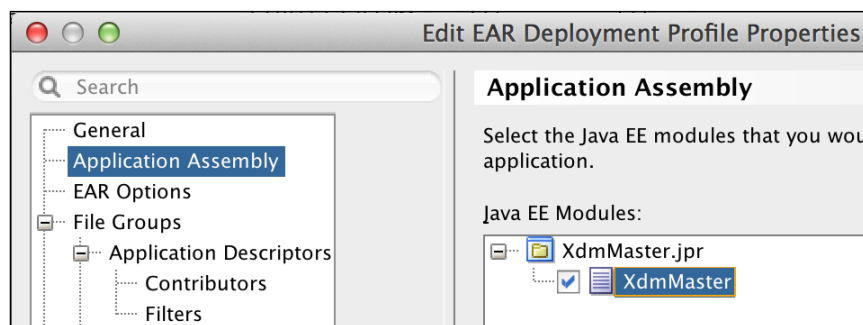 Edit EAR Deployment Profile Properties
Search
General
Application Assembly
EAR Options
File Groups
Application Descriptors
Contributors
Filters
Application Assembly
Select the Java EE modules that you wou
application.
Java EE Modules:
XdmMaster.jpr
XdmMaster